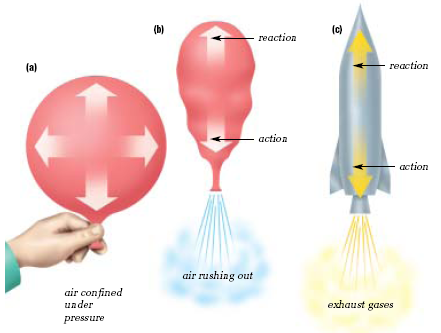 (a)
air confined
under
pressure
(b)
reaction
action
air rushing out
(c)
reaction
action
exhaust gases